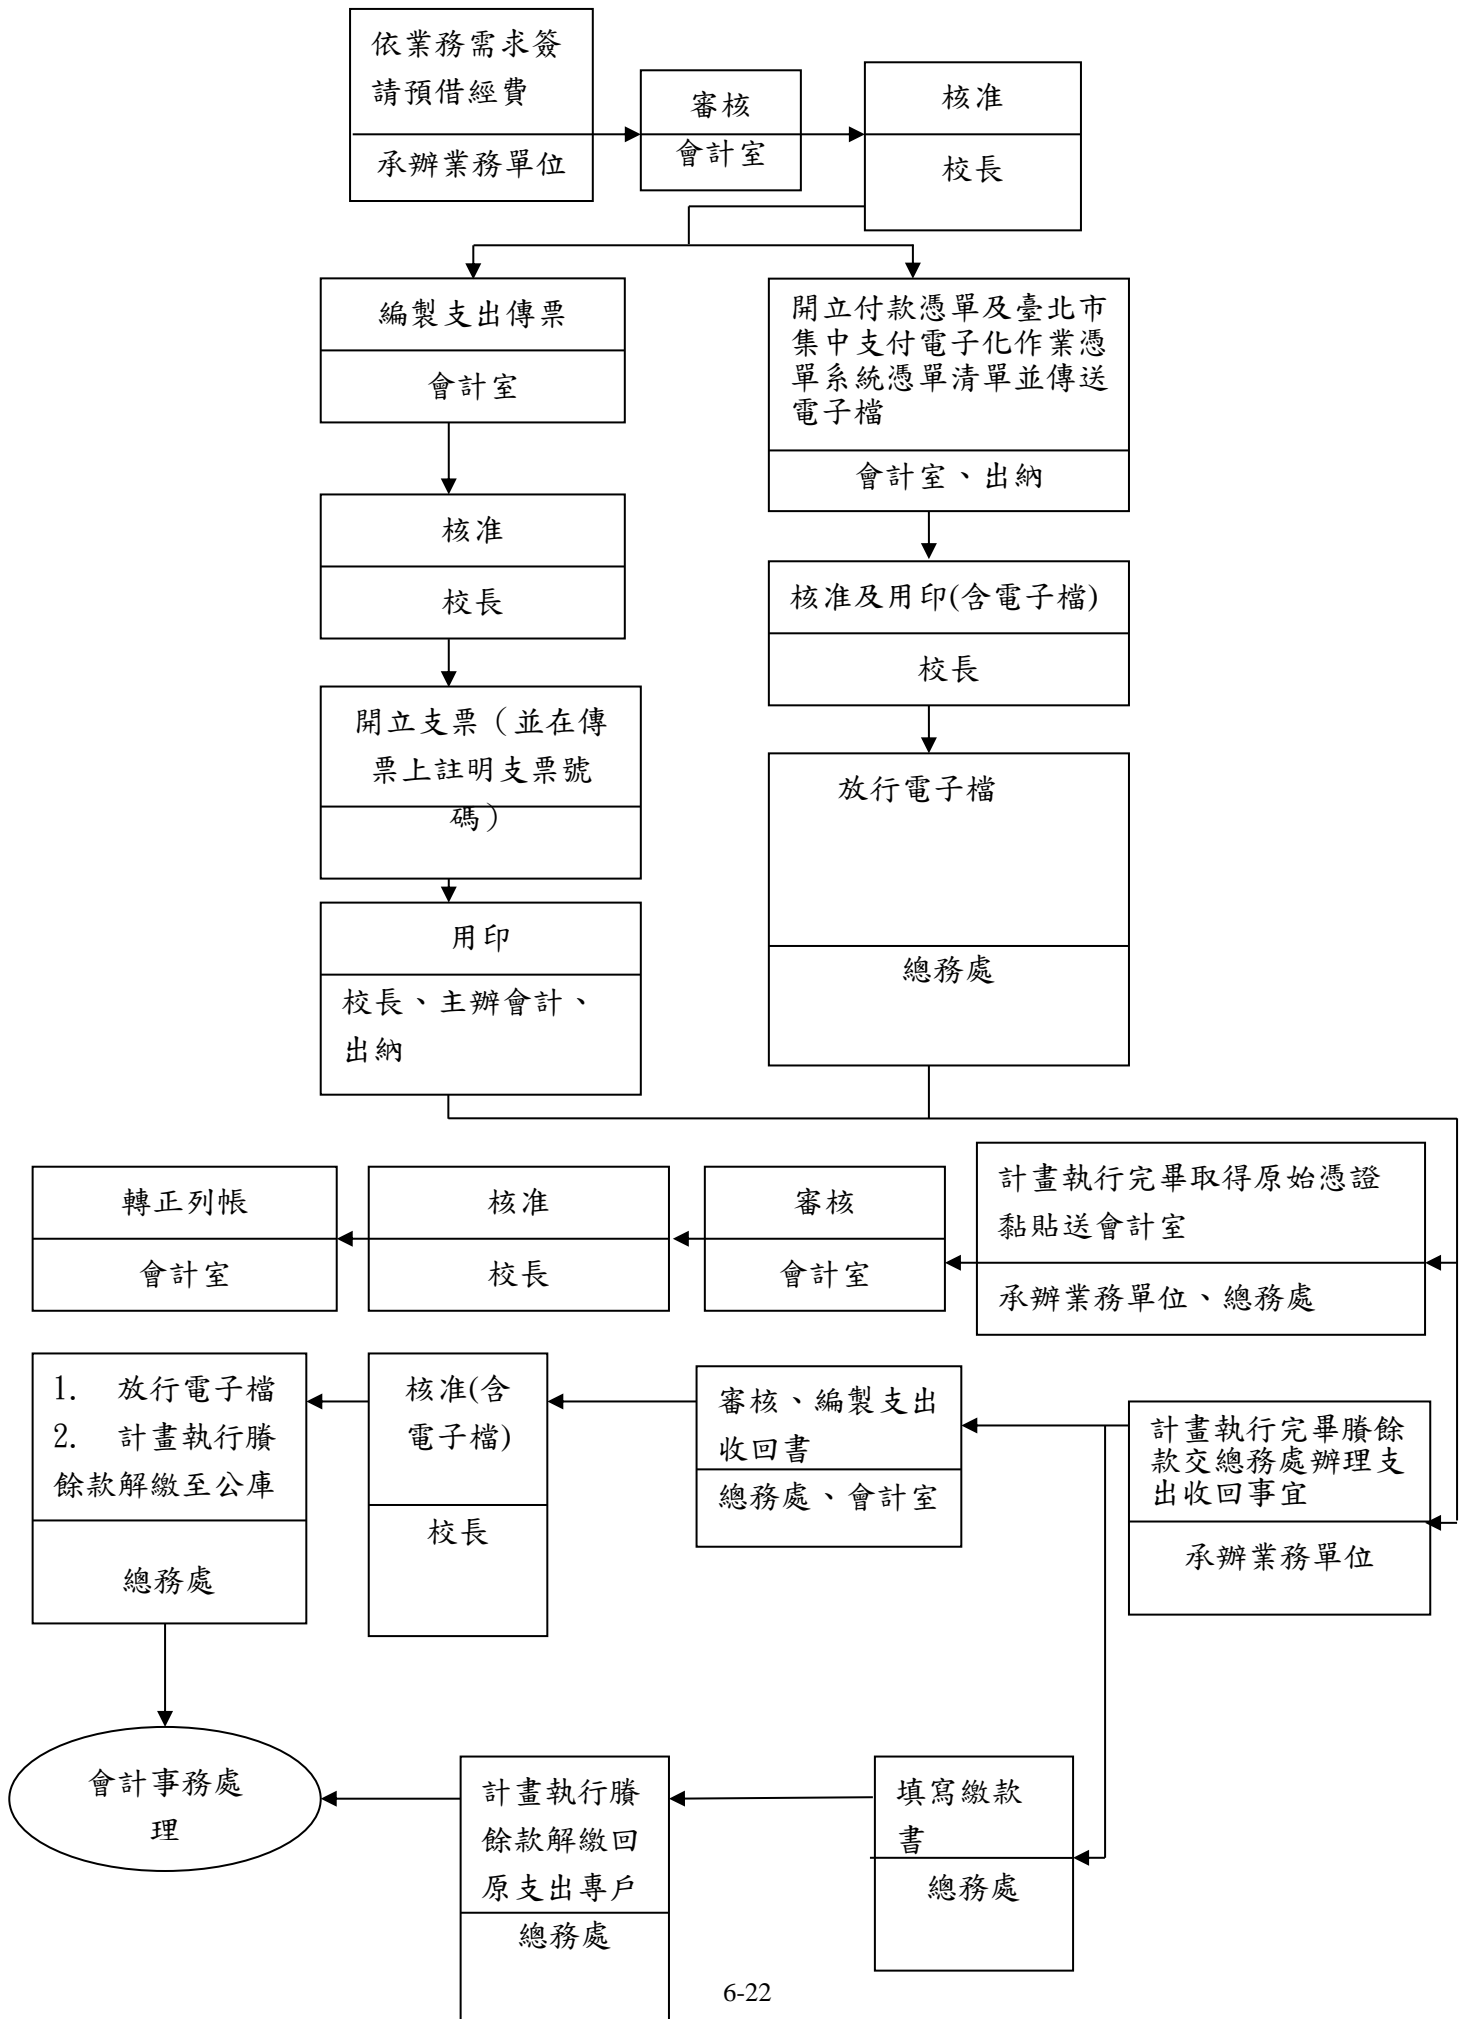 依業務需求簽
請預借經費
承辦業務單位
審核
會計室
核准
校長
編製支出傳票
會計室
開立付款憑單及臺北市
集中支付電子化作業憑
單系統憑單清單並傳送
電子檔
會計室、出納
核准
校長
核准及用印(含電子檔)
校長
開立支票（並在傳
票上註明支票號
碼）
放行電子檔
總務處
用印
校長、主辦會計、
出納
計畫執行完畢取得原始憑證
黏貼送會計室
承辦業務單位、總務處
審核
會計室
核准
校長
轉正列帳
會計室
計畫執行完畢賸餘
款交總務處辦理支
出收回事宜
承辦業務單位
審核、編製支出
收回書
總務處、會計室
核准(含
電子檔)
校長
1. 放行電子檔
2. 計畫執行賸
餘款解繳至公庫
總務處
填寫繳款
書
總務處
計畫執行賸
餘款解繳回
原支出專戶
總務處
會計事務處
理
6-22